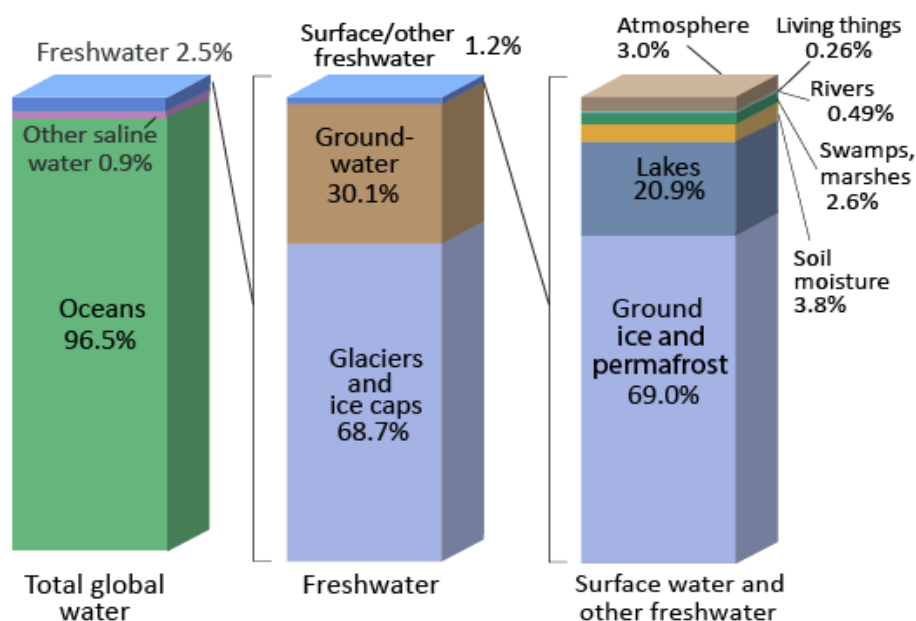 Freshwater 2.5%
Other saline
water 0.9%
Oceans
96.5%
Total global
water
Surface/other
freshwater
1.2%
Ground-
water
30.1%
Glaciers and
ice caps
68.7%
Freshwater
Atmosphere
3.0%
Living things
0.26%
Rivers
0.49%
Swamps,
marshes
2.6%
Soil
moisture
3.8%
Lakes
20.9%
Ground
ice and
permafrost
69.0%
Surface water and
other freshwater